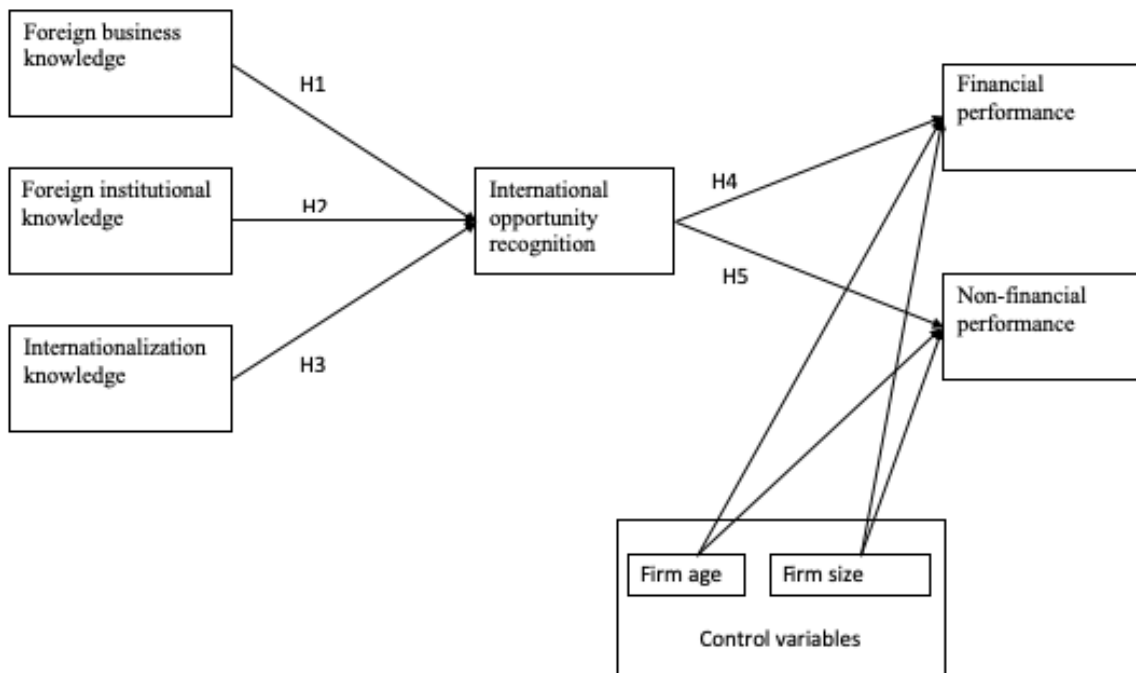 Foreign business
knowledge
H1
Financial
performance
Foreign institutional
knowledge
H2
International
opportunity
recognition
H4
H5
Non-financial
performance
Internationalization
knowledge
H3
Firm age
Firm size
Control variables